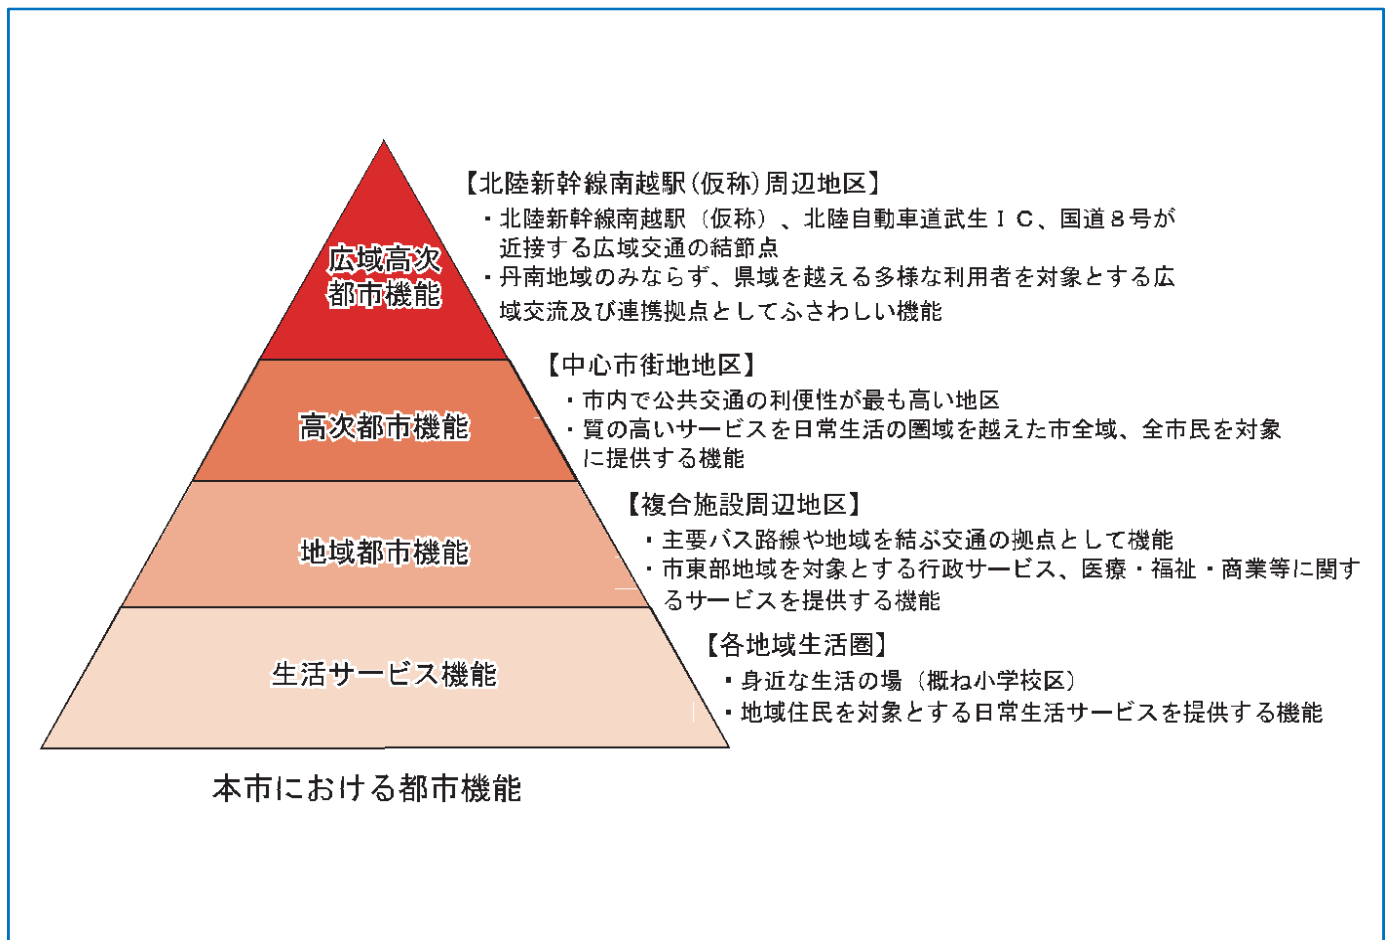 【北陸新幹線南越駅(仮称)周辺地区】
・北陸新幹線南越駅（仮称）、北陸自動車道武生ＩＣ、国道８号が
近接する広域交通の結節点
・丹南地域のみならず、県域を越える多様な利用者を対象とする広
域交流及び連携拠点としてふさわしい機能
広域高次
都市機能
【中心市街地地区】
・市内で公共交通の利便性が最も高い地区
・質の高いサービスを日常生活の圏域を越えた市全域、全市民を対象
に提供する機能
高次都市機能
【複合施設周辺地区】
・主要バス路線や地域を結ぶ交通の拠点として機能
・市東部地域を対象とする行政サービス、医療・福祉・商業等に関す
るサービスを提供する機能
地域都市機能
【各地域生活圏】
・身近な生活の場（概ね小学校区）
・地域住民を対象とする日常生活サービスを提供する機能
生活サービス機能
本市における都市機能